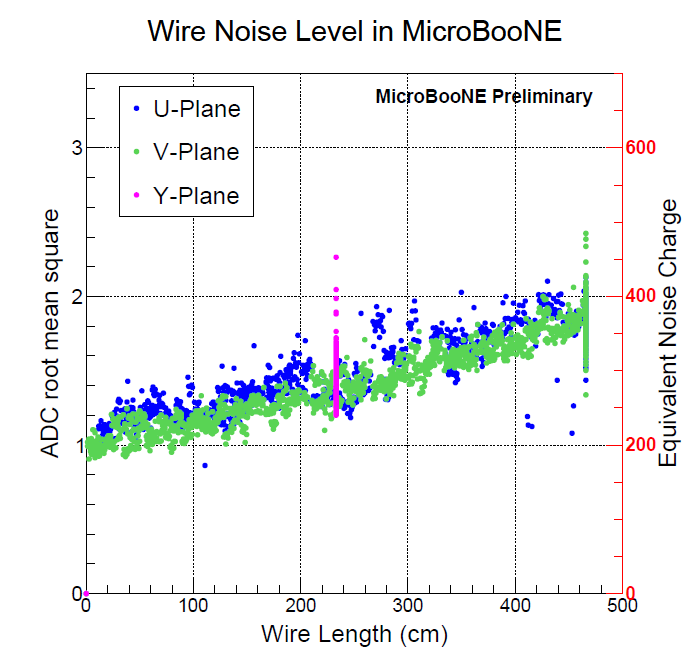 Wire Noise Level in MicroBooNE
MicroBooNE Preliminary
U-Plane
V-Plane
Y-Plane
ADC root mean square
3
2
1
0
0 100 200 300 400 500
Wire Length (cm)
600
400
200
0
Equivalent Noise Charge